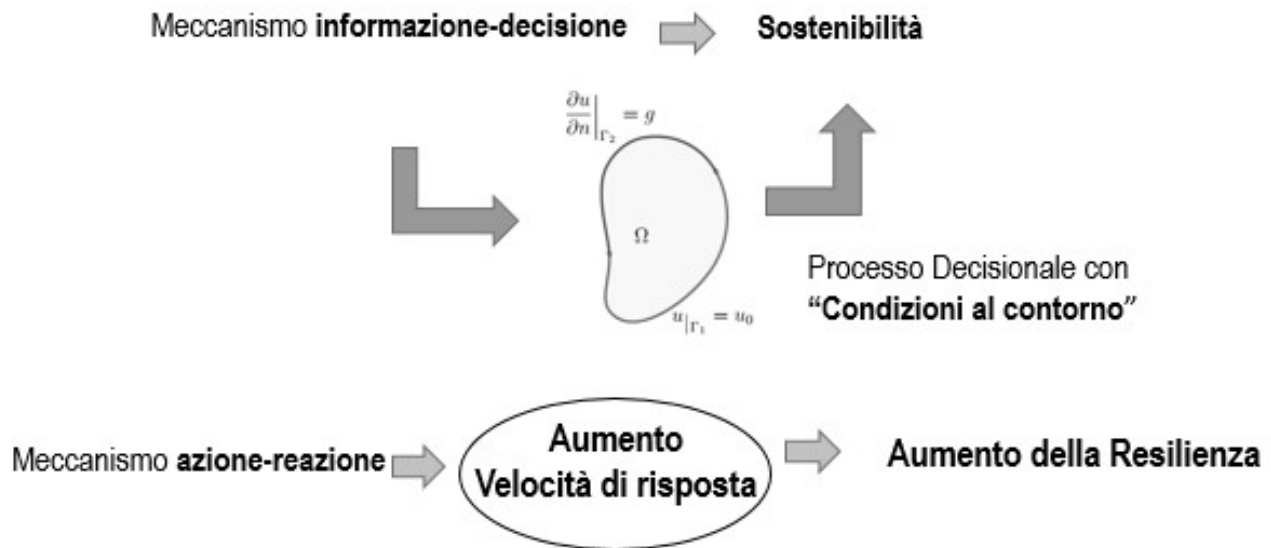 Meccanismo informazione-decisione Sostenibilità
∂u/∂n|Γ₂ = g
Ω
u|Γ₁ = u₀
Processo Decisionale con
“Condizioni al contorno”
Meccanismo azione-reazione
Aumento
Velocità di risposta
Aumento della Resilienza